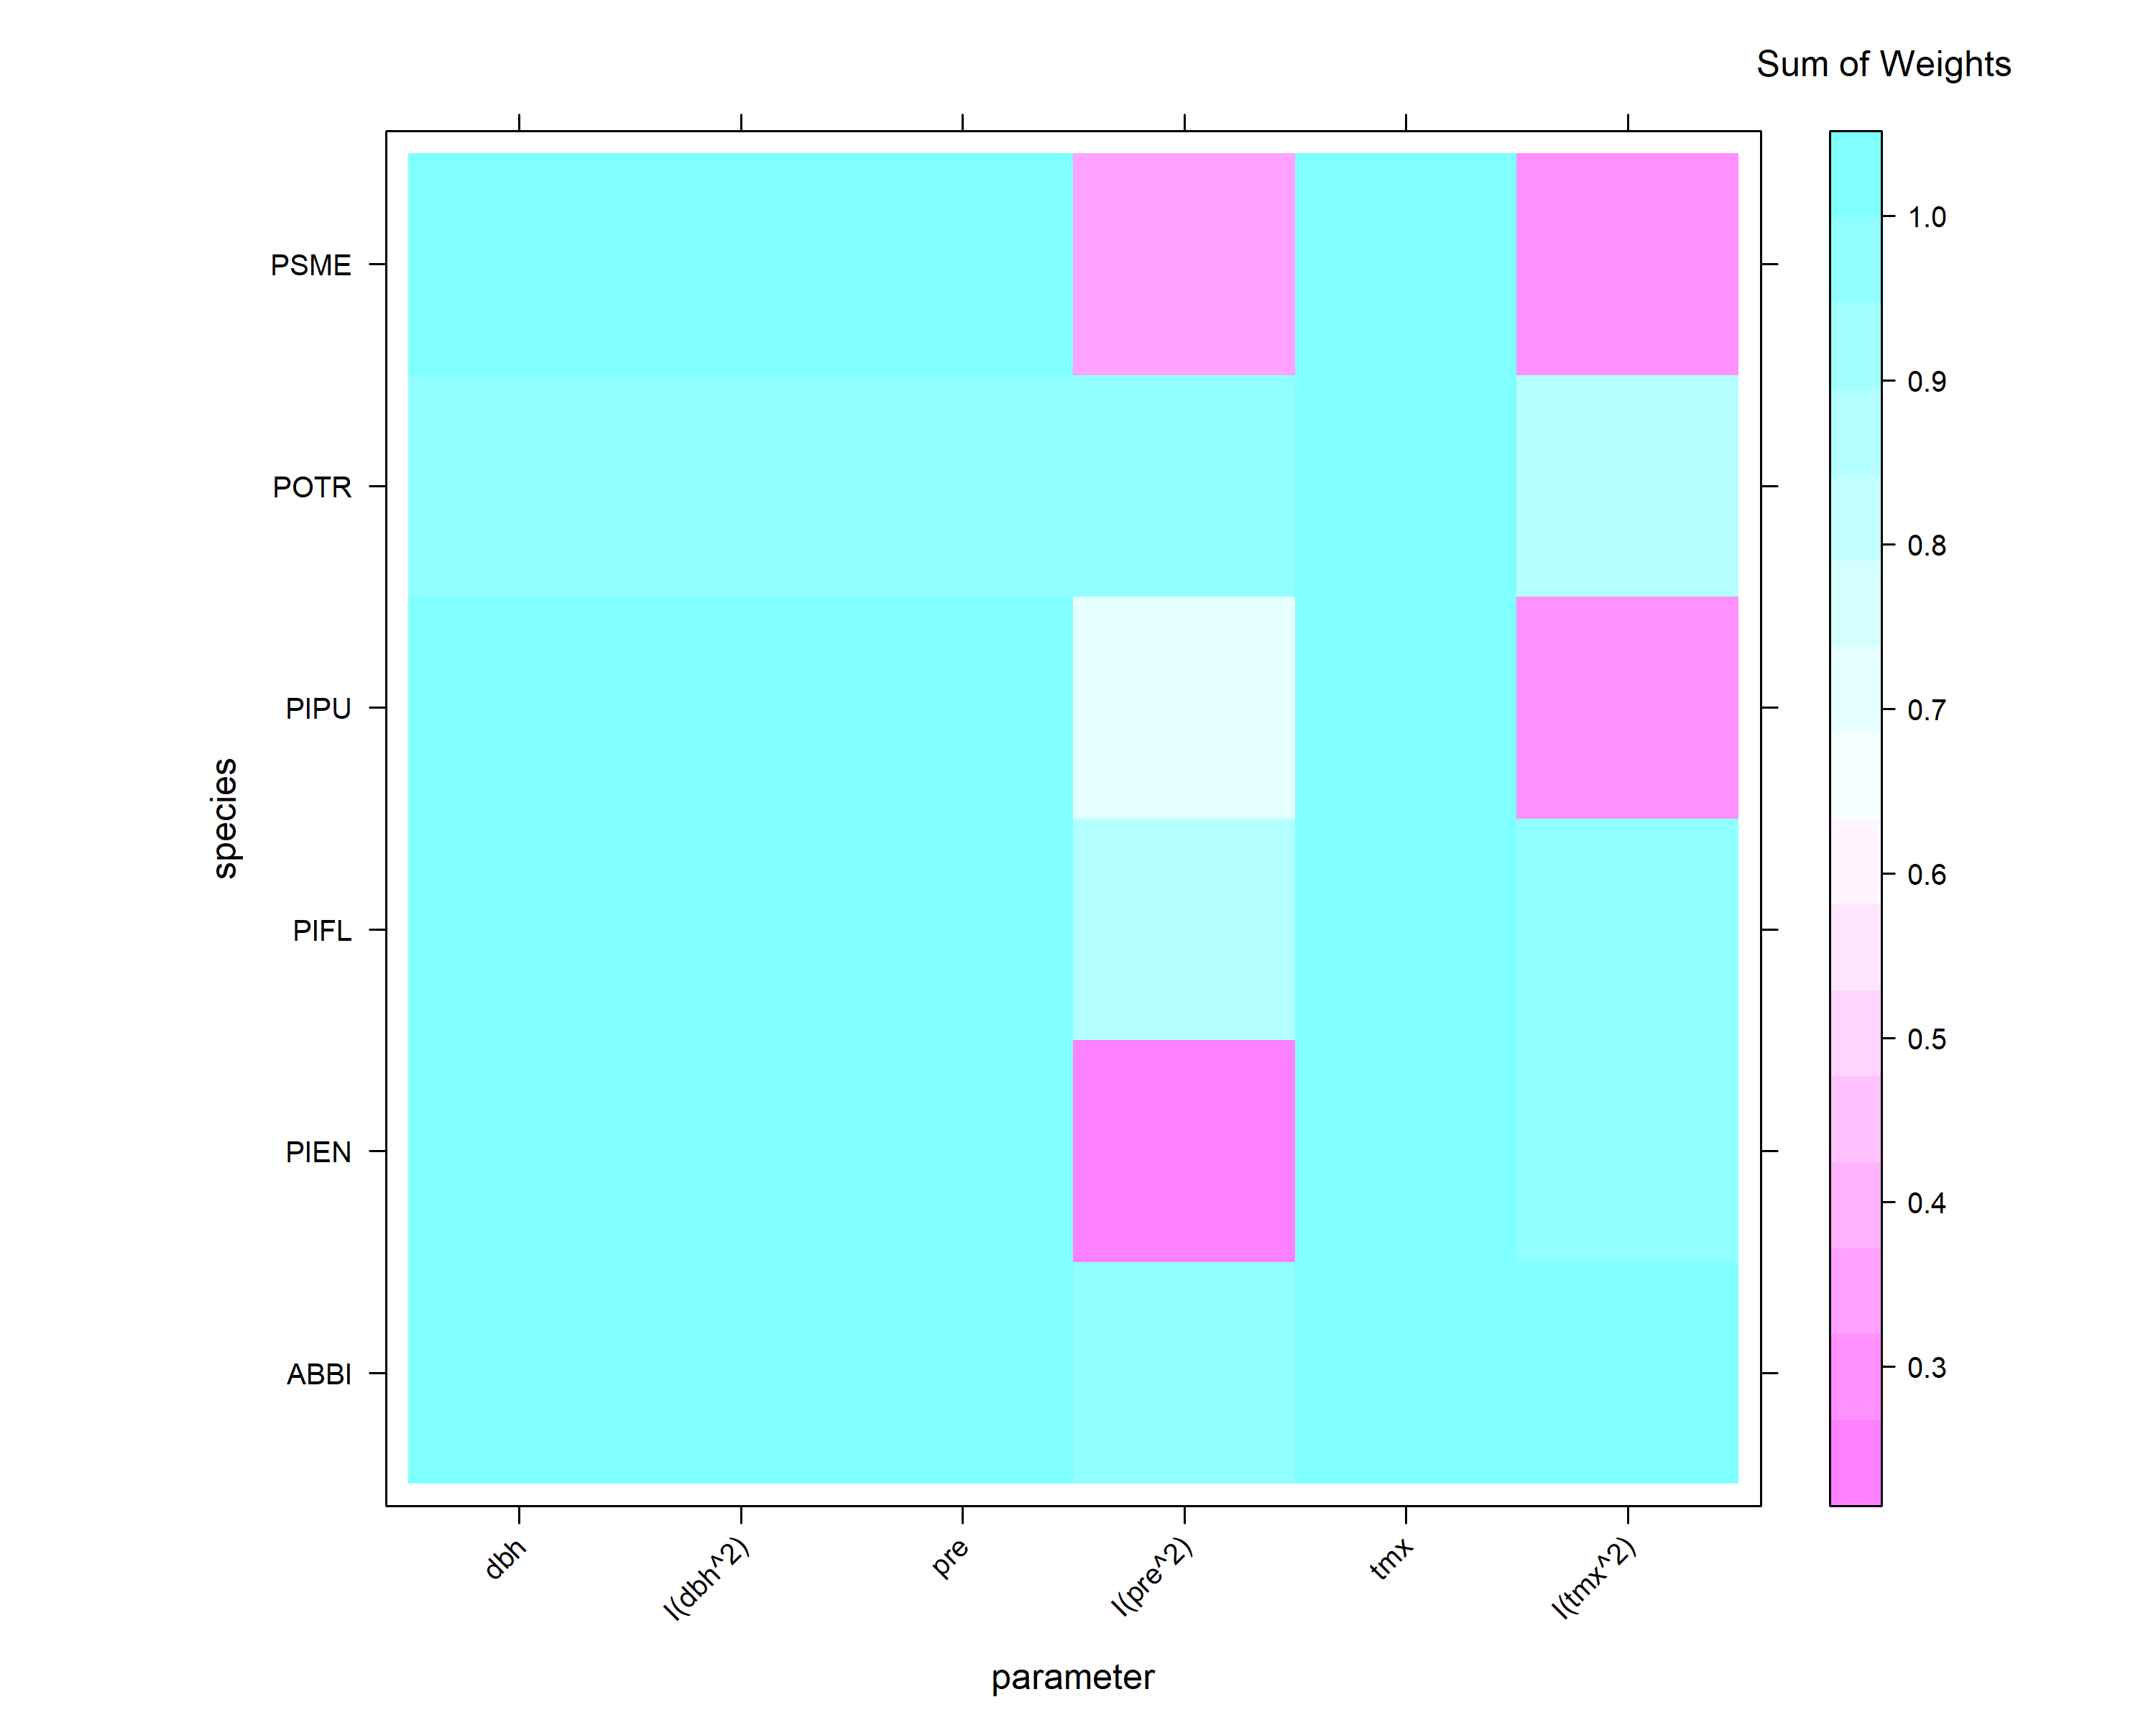 Sum of Weights
PSME
POTR
PIPU
PIFL
PIEN
ABBI
species
dbh
I(dbh^2)
pre
I(pre^2)
tmx
I(tmx^2)
parameter
1.0
0.9
0.8
0.7
0.6
0.5
0.4
0.3